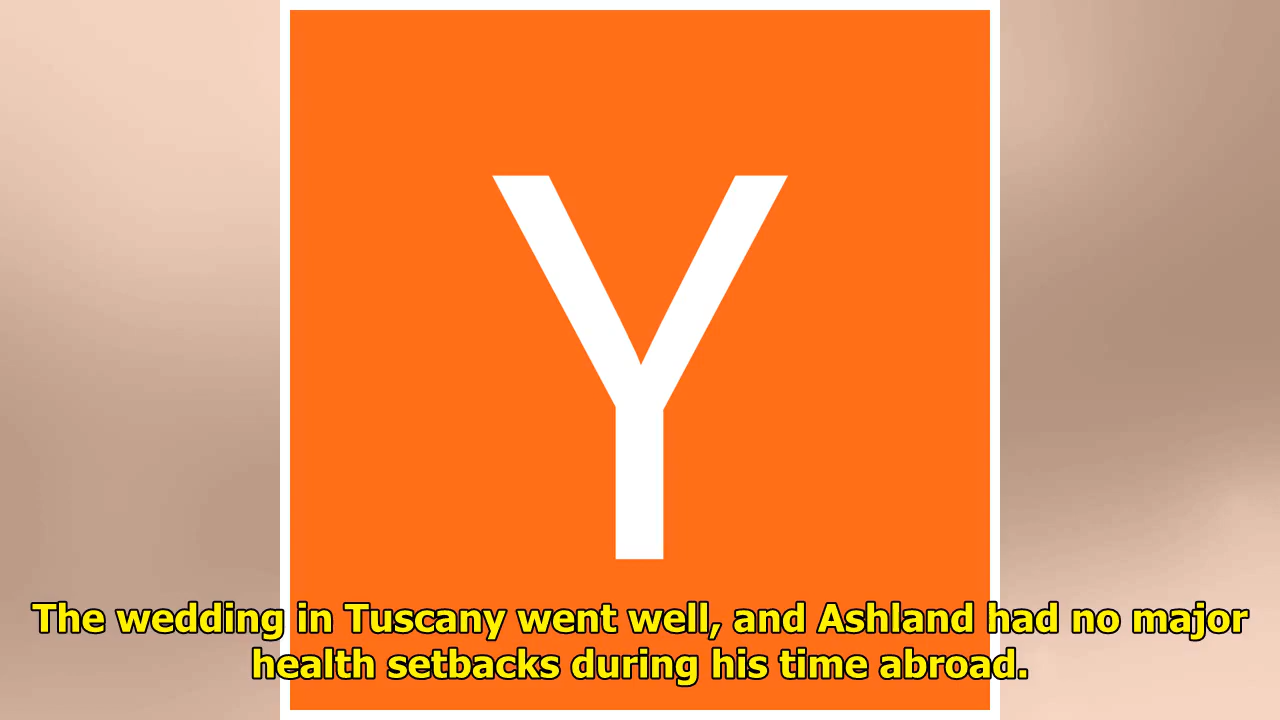 Y
The wedding in Tuscany went well, and Ashland had no major
health setbacks during his time abroad.